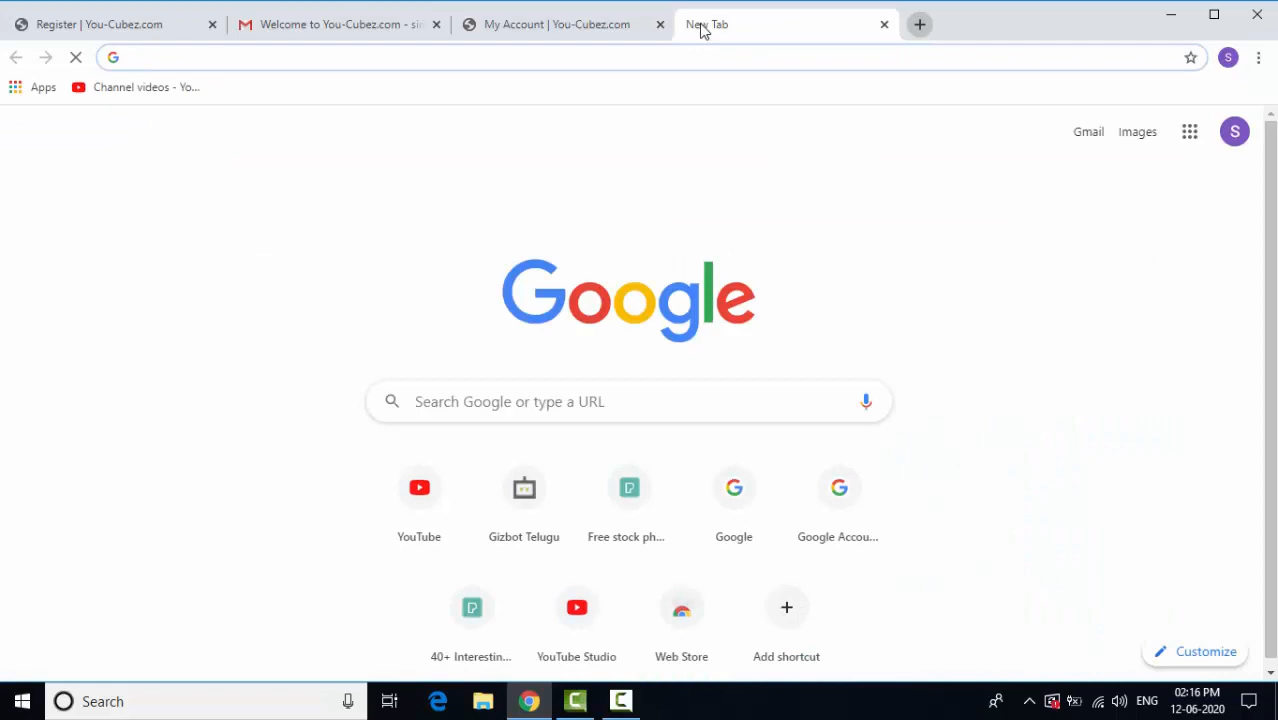 Register | You-Cubez.com
Welcome to You-Cubez.com - si
My Account | You-Cubez.com
New Tab
S
Apps
Channel videos - Yo...
Gmail
Images
S
Google
Search Google or type a URL
YouTube
Gizbot Telugu
Free stock ph...
Google
Google Accou...
40+ Interestin...
YouTube Studio
Web Store
Add shortcut
Customize
Search
ENG
02:16 PM
12-06-2020